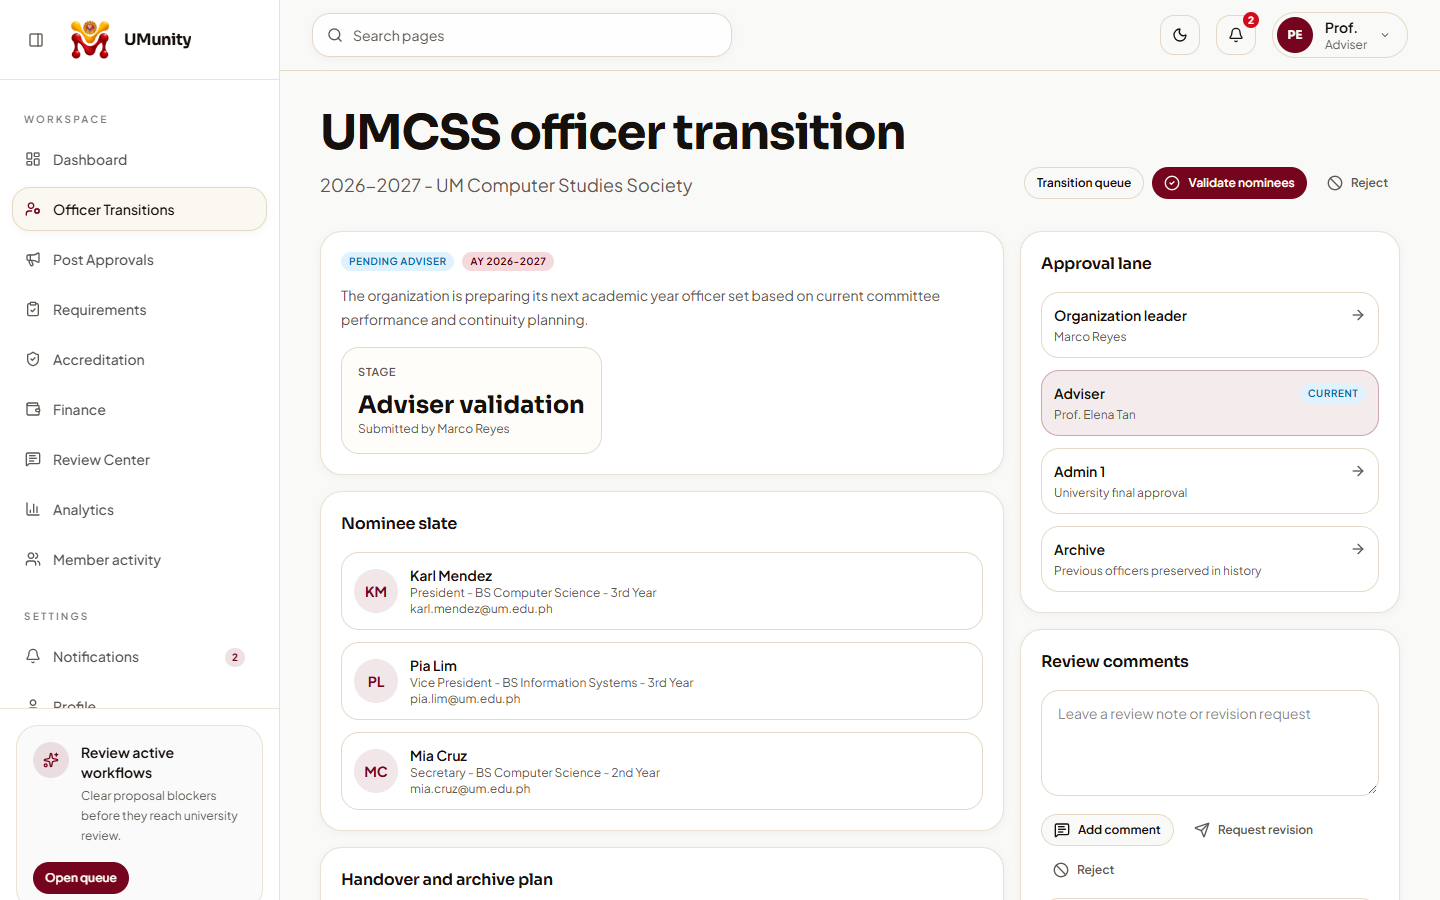 UMunity
Search pages
2
PE
Prof.
Adviser
WORKSPACE
Dashboard
Officer Transitions
Post Approvals
Requirements
Accreditation
Finance
Review Center
Analytics
Member activity
SETTINGS
Notifications
2
Profile
Review active
workflows
Clear proposal blockers
before they reach university
review.
Open queue
UMCSS officer transition
2026–2027 - UM Computer Studies Society
Transition queue
Validate nominees
Reject
PENDING ADVISER
AY 2026–2027
The organization is preparing its next academic year officer set based on current committee
performance and continuity planning.
STAGE
Adviser validation
Submitted by Marco Reyes
Nominee slate
KM
Karl Mendez
President - BS Computer Science - 3rd Year
karl.mendez@um.edu.ph
PL
Pia Lim
Vice President - BS Information Systems - 3rd Year
pia.lim@um.edu.ph
MC
Mia Cruz
Secretary - BS Computer Science - 2nd Year
mia.cruz@um.edu.ph
Handover and archive plan
Approval lane
Organization leader
Marco Reyes
Adviser
CURRENT
Prof. Elena Tan
Admin 1
University final approval
Archive
Previous officers preserved in history
Review comments
Leave a review note or revision request
Add comment
Request revision
Reject